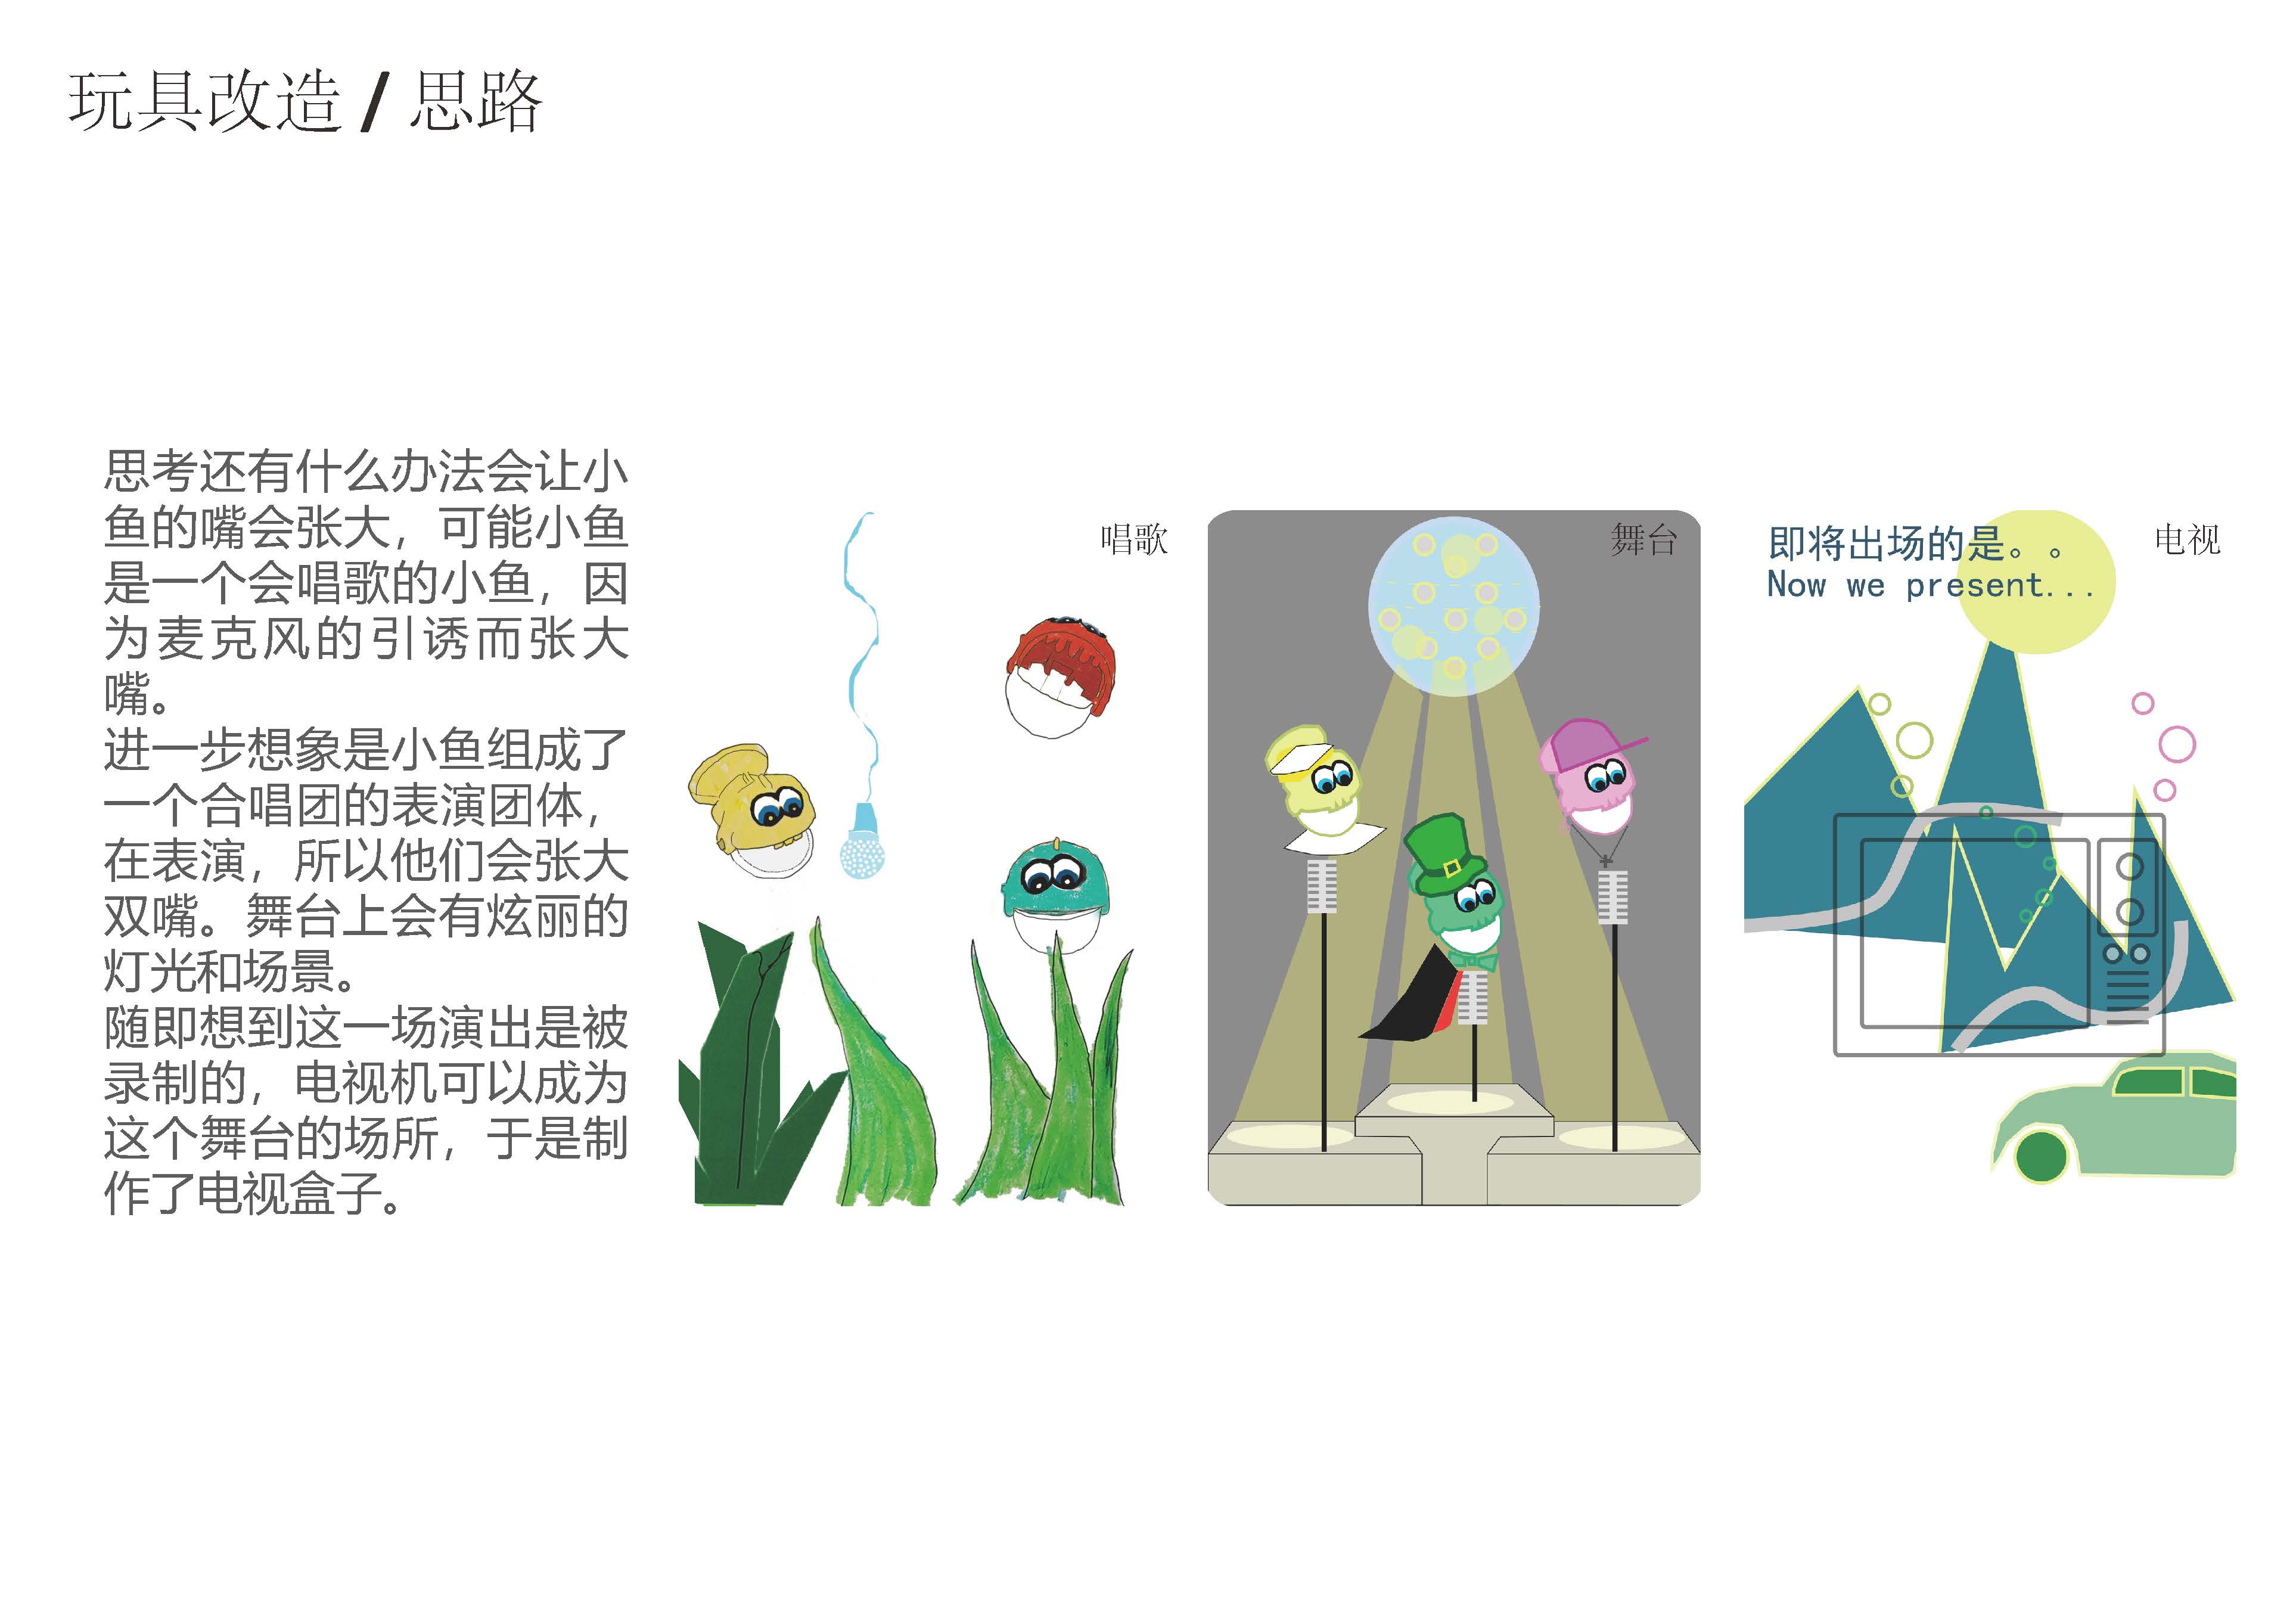 玩具改造 / 思路
思考还有什么办法会让小
鱼的嘴会张大，可能小鱼
是一个会唱歌的小鱼，因
为麦克风的引诱而张大
嘴。
进一步想象是小鱼组成了
一个合唱团的表演团体，
在表演，所以他们会张大
双嘴。舞台上会有炫丽的
灯光和场景。
随即想到这一场演出是被
录制的，电视机可以成为
这个舞台的场所，于是制
作了电视盒子。
唱歌
舞台
即将出场的是。。
Now we present...
电视